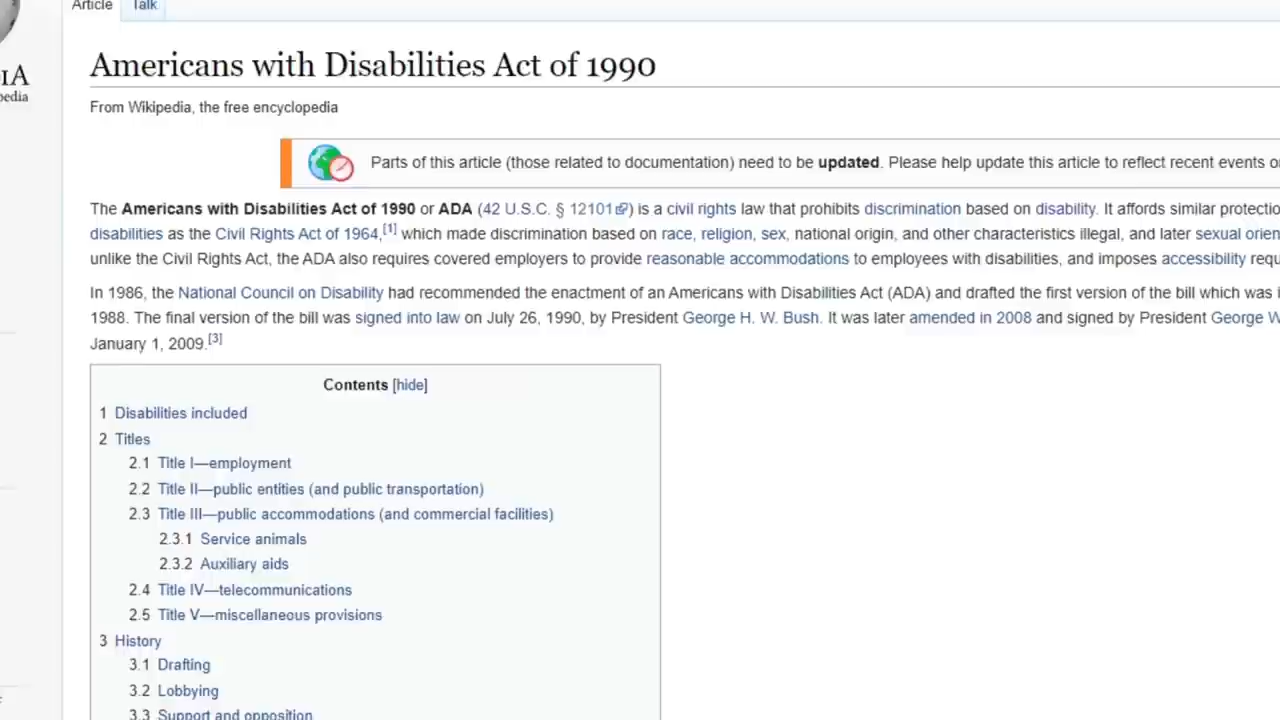 Article Talk
IA
pedia
Americans with Disabilities Act of 1990
From Wikipedia, the free encyclopedia
Parts of this article (those related to documentation) need to be updated. Please help update this article to reflect recent events o
The Americans with Disabilities Act of 1990 or ADA (42 U.S.C. § 12101) is a civil rights law that prohibits discrimination based on disability. It affords similar protectio
disabilities as the Civil Rights Act of 1964,[1] which made discrimination based on race, religion, sex, national origin, and other characteristics illegal, and later sexual orien
unlike the Civil Rights Act, the ADA also requires covered employers to provide reasonable accommodations to employees with disabilities, and imposes accessibility requ
In 1986, the National Council on Disability had recommended the enactment of an Americans with Disabilities Act (ADA) and drafted the first version of the bill which was i
1988. The final version of the bill was signed into law on July 26, 1990, by President George H. W. Bush. It was later amended in 2008 and signed by President George W
January 1, 2009.[3]
Contents [hide]
1 Disabilities included
2 Titles
2.1 Title I—employment
2.2 Title II—public entities (and public transportation)
2.3 Title III—public accommodations (and commercial facilities)
2.3.1 Service animals
2.3.2 Auxiliary aids
2.4 Title IV—telecommunications
2.5 Title V—miscellaneous provisions
3 History
3.1 Drafting
3.2 Lobbying
3.3 Support and opposition